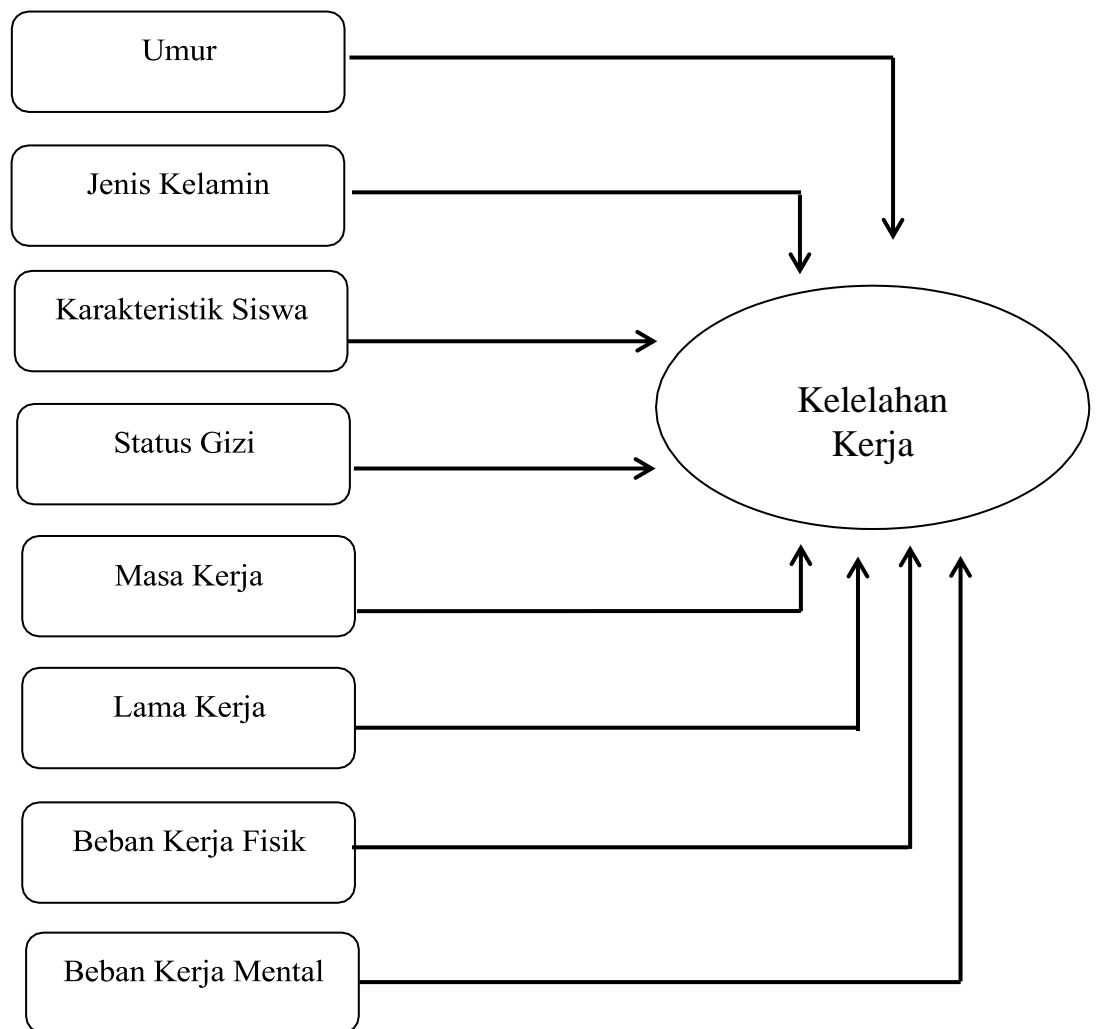 Umur
Jenis Kelamin
Karakteristik Siswa
Status Gizi
Masa Kerja
Lama Kerja
Beban Kerja Fisik
Beban Kerja Mental
Kelelahan
Kerja